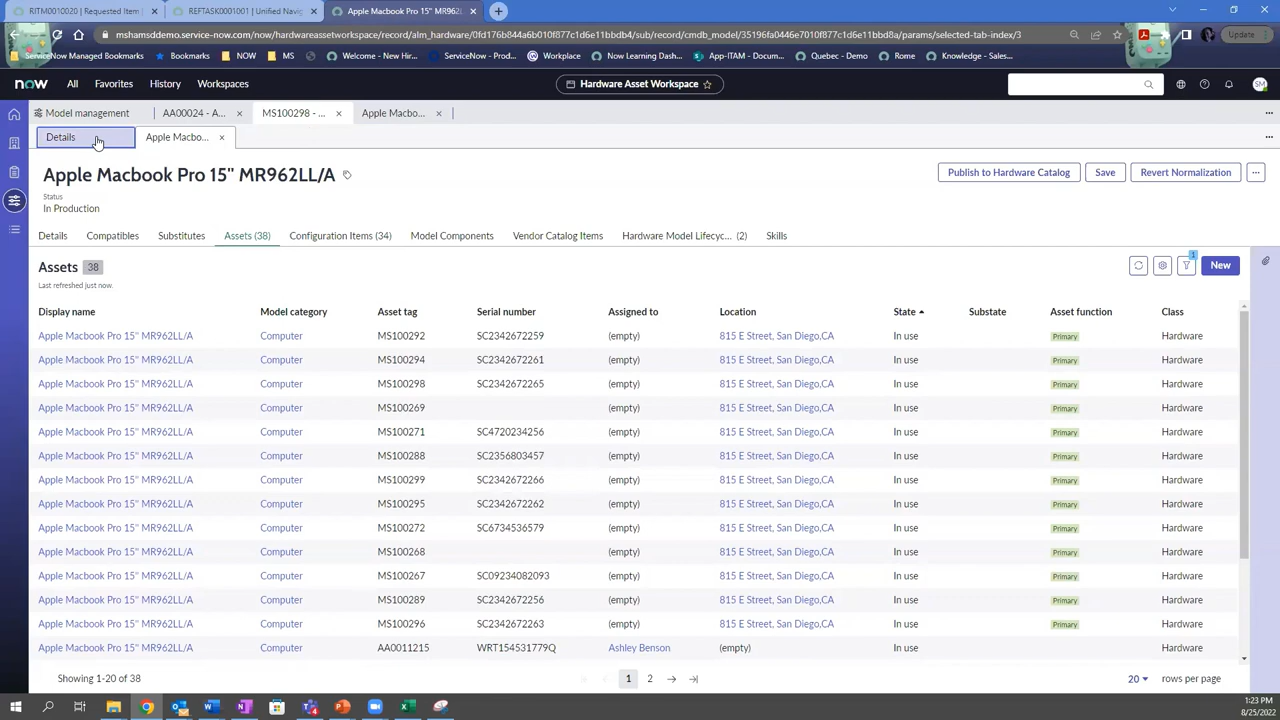 RITM0010020 | Requested Item |
REFTASK0001001 | Unified Navig
Apple Macbook Pro 15" MR962L
mshamsddemo.service-now.com/now/hardwareassetworkspace/record/alm_hardware/0fd176b844a6b010f877c1d6e11bbdb4/sub/record/cmdb_model/35196fa0446e7010f877c1d6e11bbdf8/params/selected-tab-index/3
Update
ServiceNow Managed Bookmarks
Bookmarks
NOW
MS
Welcome - New Hir...
ServiceNow - Produ...
Workplace
Now Learning Dash...
App-ITAM - Docum...
Quebec - Demo
Rome
Knowledge - Sales...
now
All
Favorites
History
Workspaces
Hardware Asset Workspace
SM
Model management
AA00024 - A...
MS100298 - ...
Apple Macbo...
Details
Apple Macbo...
Apple Macbook Pro 15" MR962LL/A
Publish to Hardware Catalog
Save
Revert Normalization
Status
In Production
Details
Compatibles
Substitutes
Assets (38)
Configuration Items (34)
Model Components
Vendor Catalog Items
Hardware Model Lifecyc... (2)
Skills
Assets 38
1
New
Last refreshed just now.
Display name Model category Asset tag Serial number Assigned to Location State Substate Asset function Class
Apple Macbook Pro 15" MR962LL/A Computer MS100292 SC2342672259 (empty) 815 E Street, San Diego,CA In use Primary Hardware
Apple Macbook Pro 15" MR962LL/A Computer MS100294 SC2342672261 (empty) 815 E Street, San Diego,CA In use Primary Hardware
Apple Macbook Pro 15" MR962LL/A Computer MS100298 SC2342672265 (empty) 815 E Street, San Diego,CA In use Primary Hardware
Apple Macbook Pro 15" MR962LL/A Computer MS100269 (empty) 815 E Street, San Diego,CA In use Primary Hardware
Apple Macbook Pro 15" MR962LL/A Computer MS100271 SC4720234256 (empty) 815 E Street, San Diego,CA In use Primary Hardware
Apple Macbook Pro 15" MR962LL/A Computer MS100288 SC2356803457 (empty) 815 E Street, San Diego,CA In use Primary Hardware
Apple Macbook Pro 15" MR962LL/A Computer MS100299 SC2342672266 (empty) 815 E Street, San Diego,CA In use Primary Hardware
Apple Macbook Pro 15" MR962LL/A Computer MS100295 SC2342672262 (empty) 815 E Street, San Diego,CA In use Primary Hardware
Apple Macbook Pro 15" MR962LL/A Computer MS100272 SC6734536579 (empty) 815 E Street, San Diego,CA In use Primary Hardware
Apple Macbook Pro 15" MR962LL/A Computer MS100268 (empty) 815 E Street, San Diego,CA In use Primary Hardware
Apple Macbook Pro 15" MR962LL/A Computer MS100267 SC09234082093 (empty) 815 E Street, San Diego,CA In use Primary Hardware
Apple Macbook Pro 15" MR962LL/A Computer MS100289 SC2342672256 (empty) 815 E Street, San Diego,CA In use Primary Hardware
Apple Macbook Pro 15" MR962LL/A Computer MS100296 SC2342672263 (empty) 815 E Street, San Diego,CA In use Primary Hardware
Apple Macbook Pro 15" MR962LL/A Computer AA0011215 WRT154531779Q Ashley Benson (empty) In use Hardware
Showing 1-20 of 38
1 2
20 rows per page
1:23 PM
8/25/2022